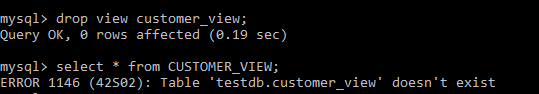 mysql> drop view customer_view;
Query OK, 0 rows affected (0.19 sec)
mysql> select * from CUSTOMER_VIEW;
ERROR 1146 (42S02): Table 'testdb.customer_view' doesn't exist